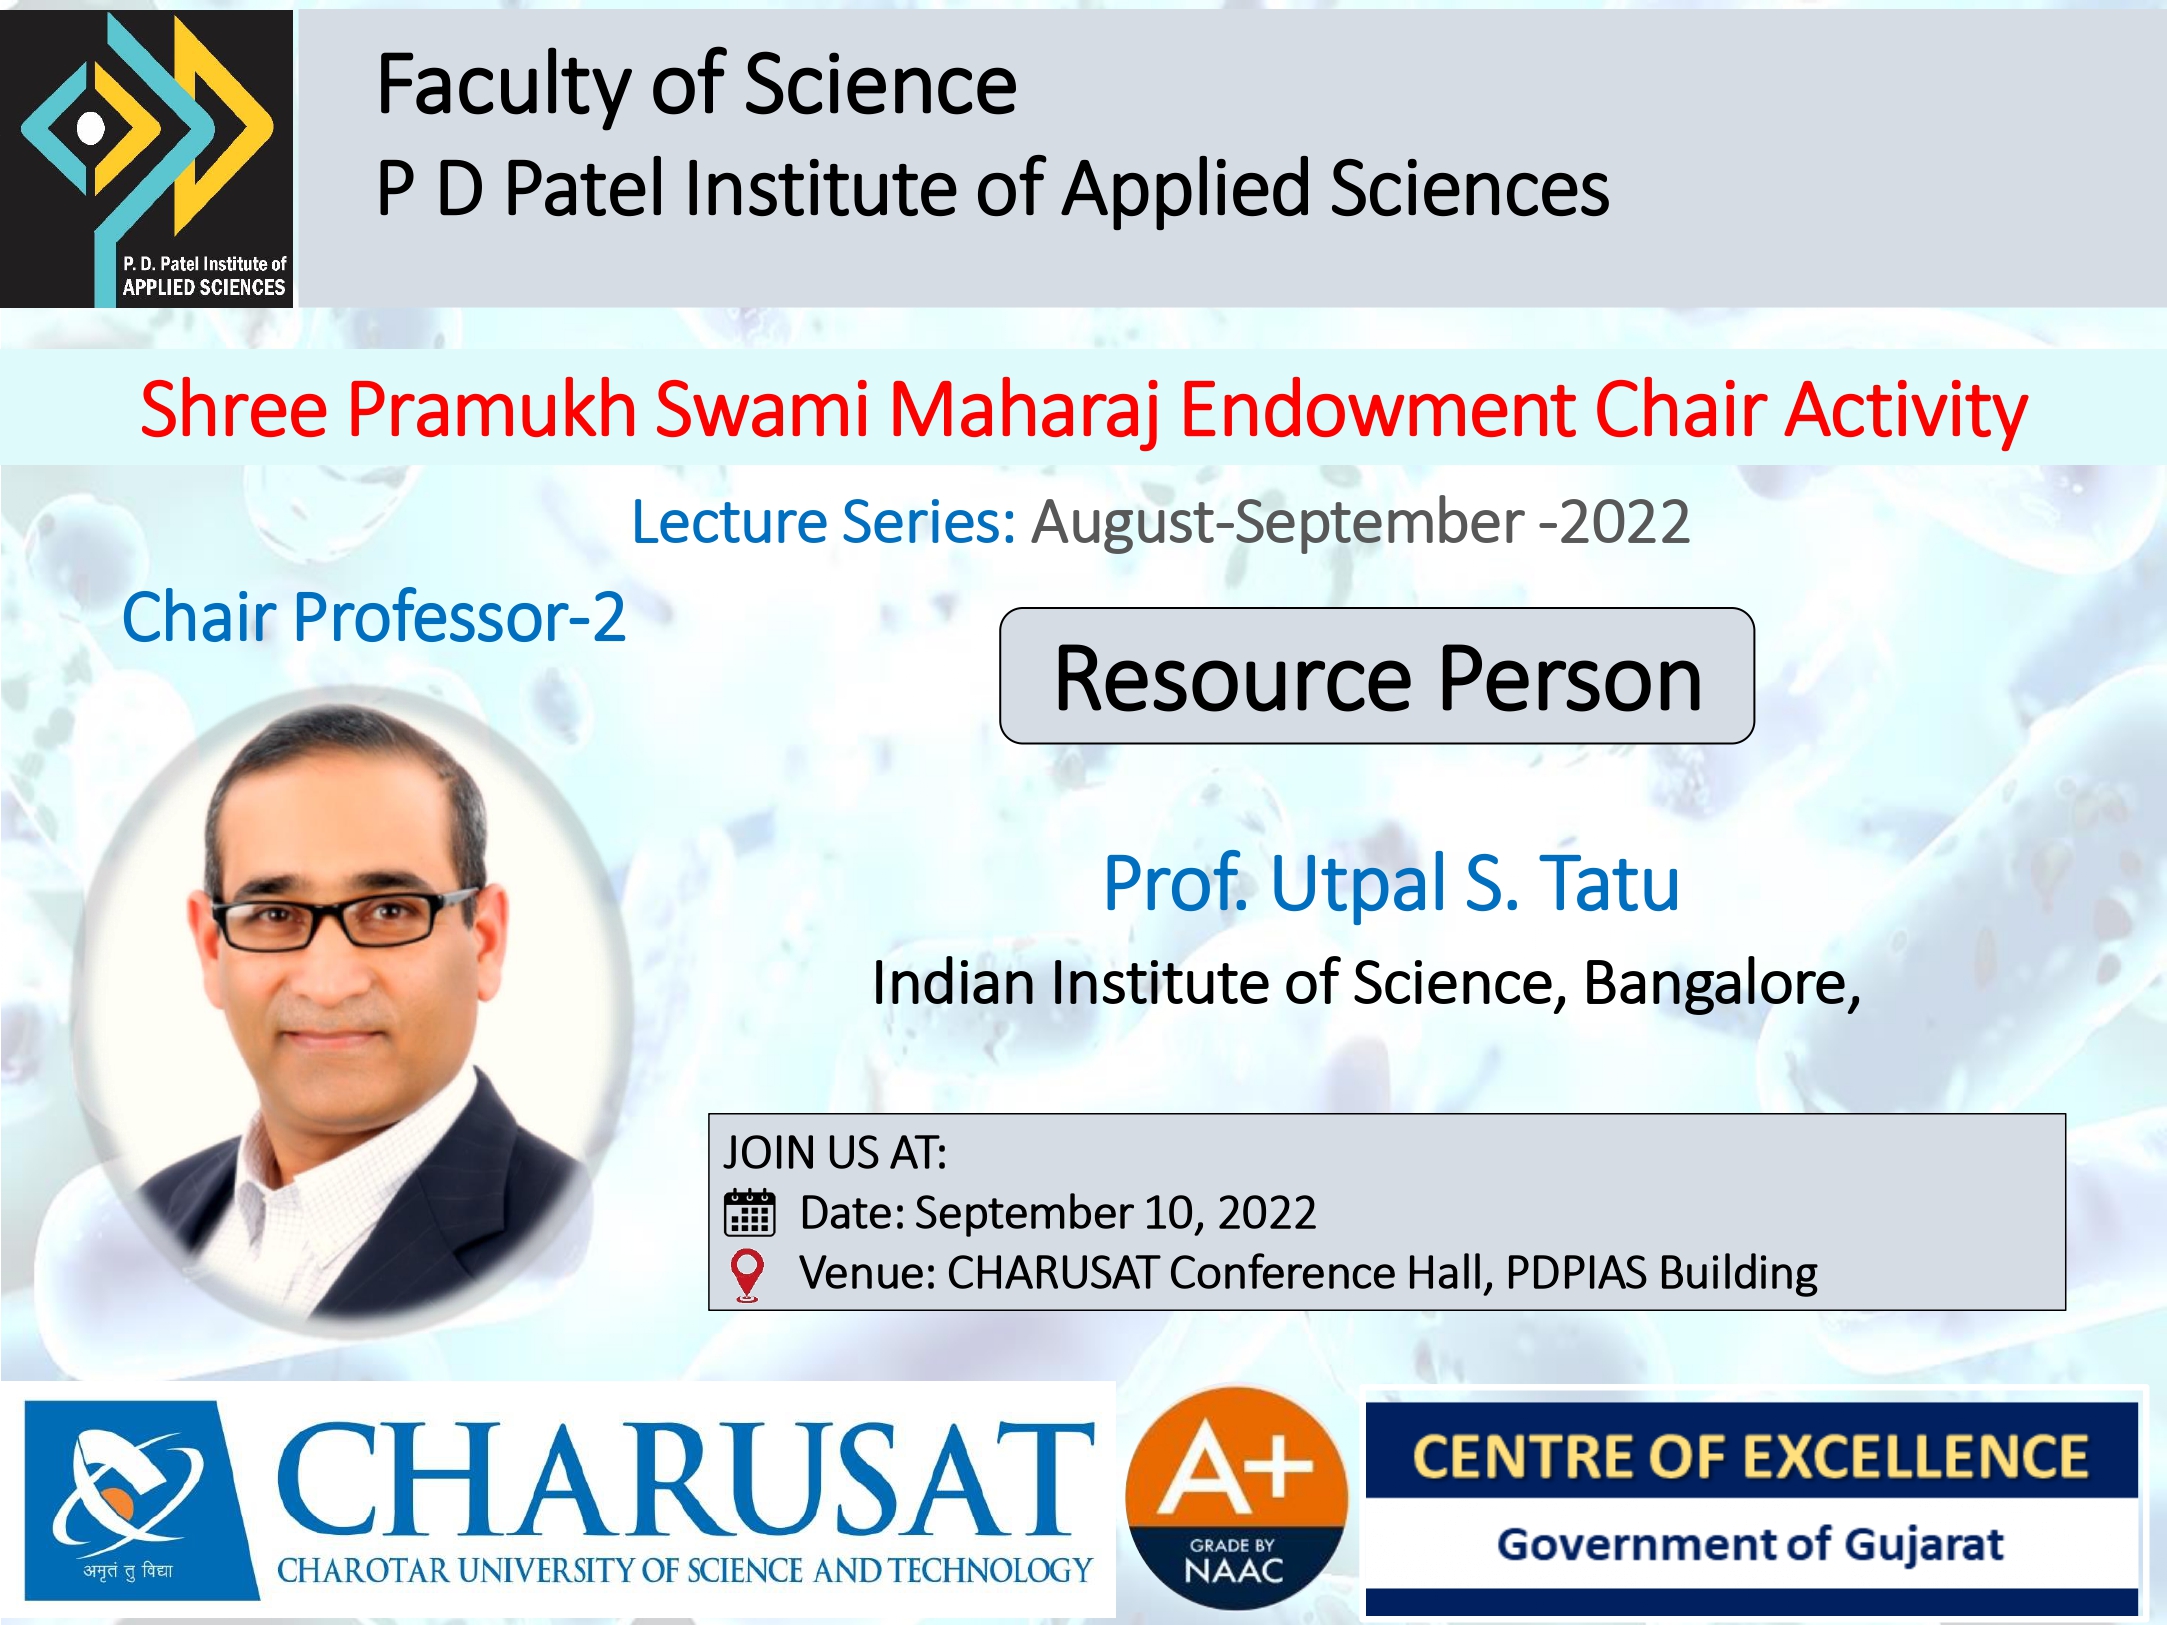 Faculty of Science
P D Patel Institute of Applied Sciences
P. D. Patel Institute of
APPLIED SCIENCES
Shree Pramukh Swami Maharaj Endowment Chair Activity
Lecture Series: August-September -2022
Chair Professor-2
Resource Person
Prof. Utpal S. Tatu
Indian Institute of Science, Bangalore,
JOIN US AT:
Date: September 10, 2022
Venue: CHARUSAT Conference Hall, PDPIAS Building
अमृतं तु विद्या
CHARUSAT
CHAROTAR UNIVERSITY OF SCIENCE AND TECHNOLOGY
A+
GRADE BY
NAAC
CENTRE OF EXCELLENCE
Government of Gujarat